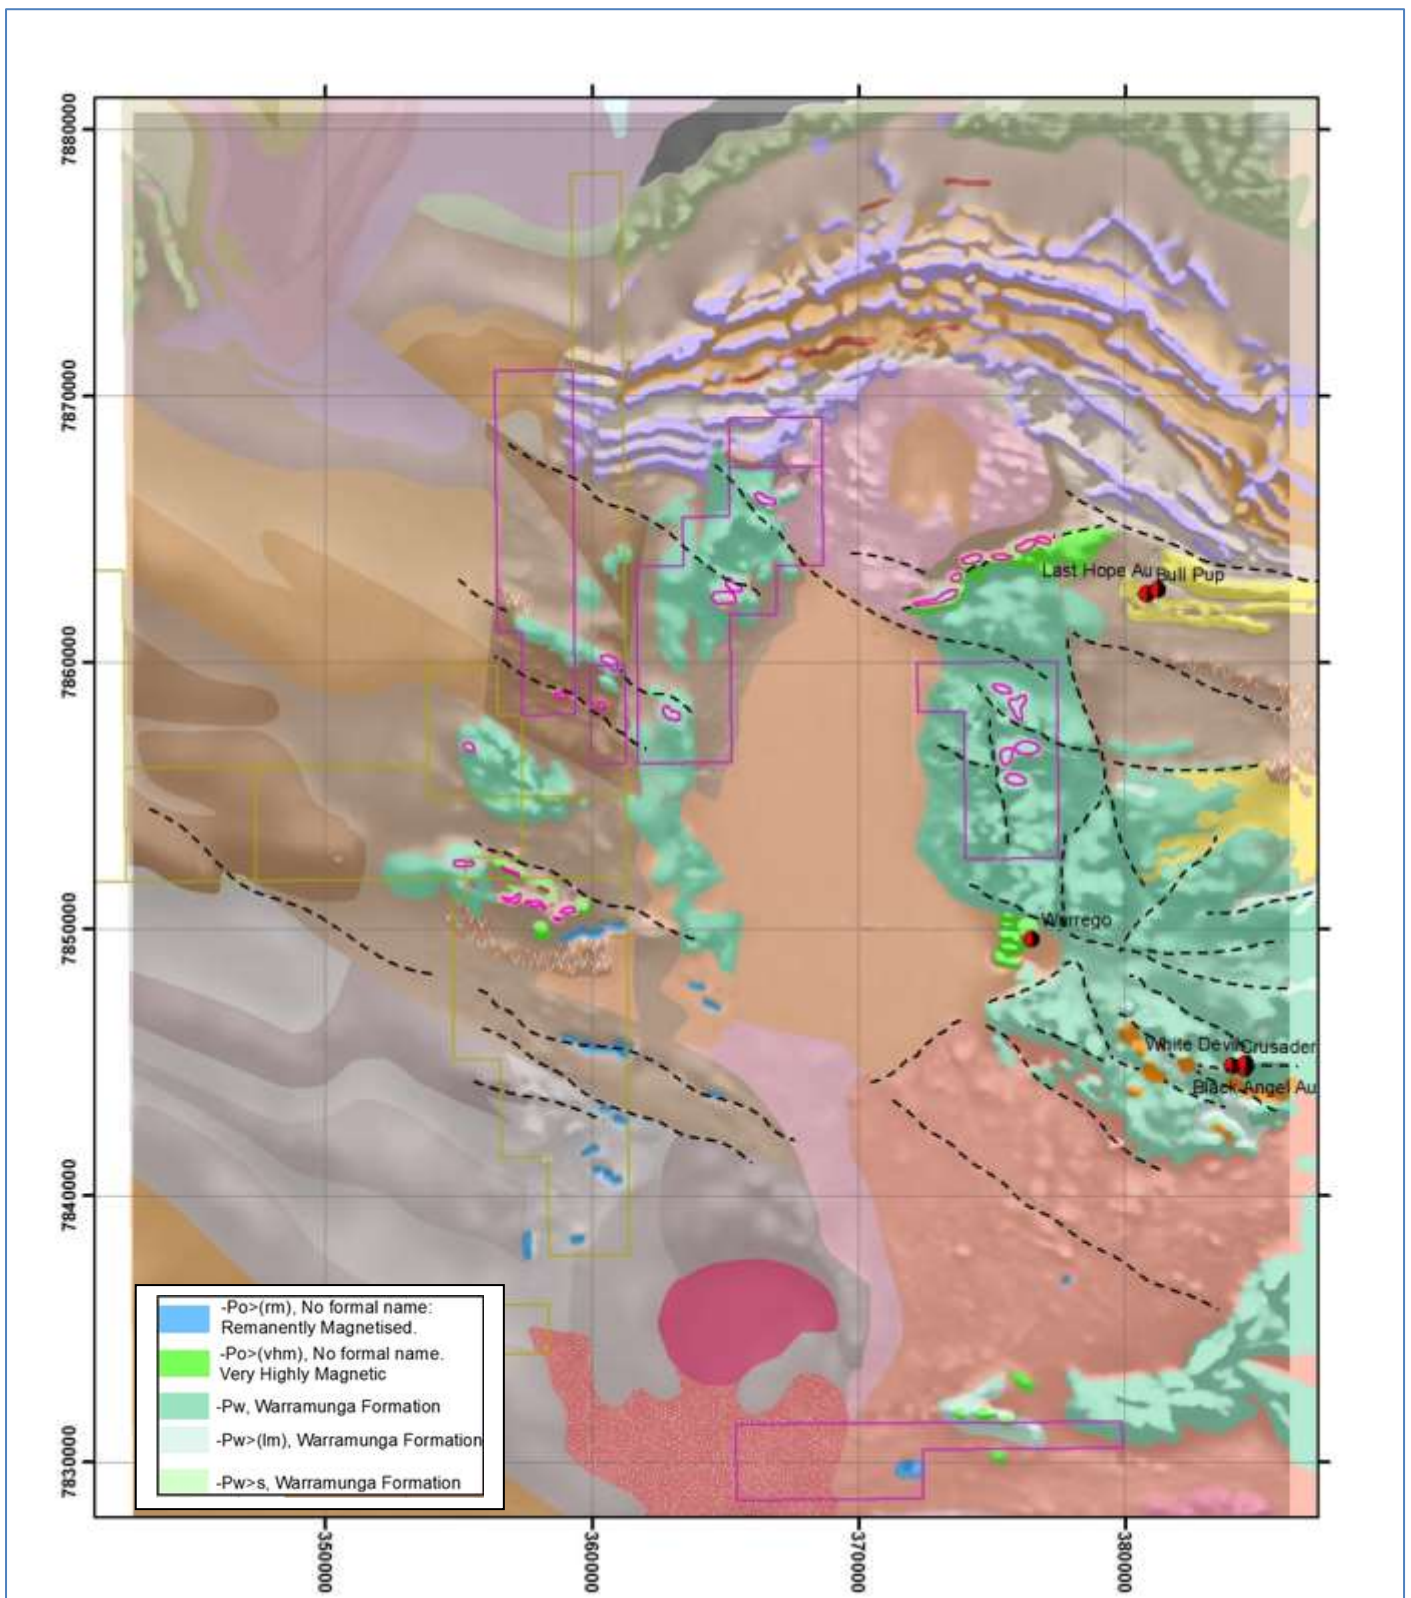 7880000
7870000
Last Hope Au
Bull Pup
7860000
7850000
Warrego
White Devil
Crusader
Black Angel Au
7840000
7830000
-Po>(rm), No formal name:
Remanently Magnetised.
-Po>(vhm), No formal name.
Very Highly Magnetic
-Pw, Warramunga Formation
-Pw>(lm), Warramunga Formation
-Pw>s, Warramunga Formation
350000
360000
370000
380000